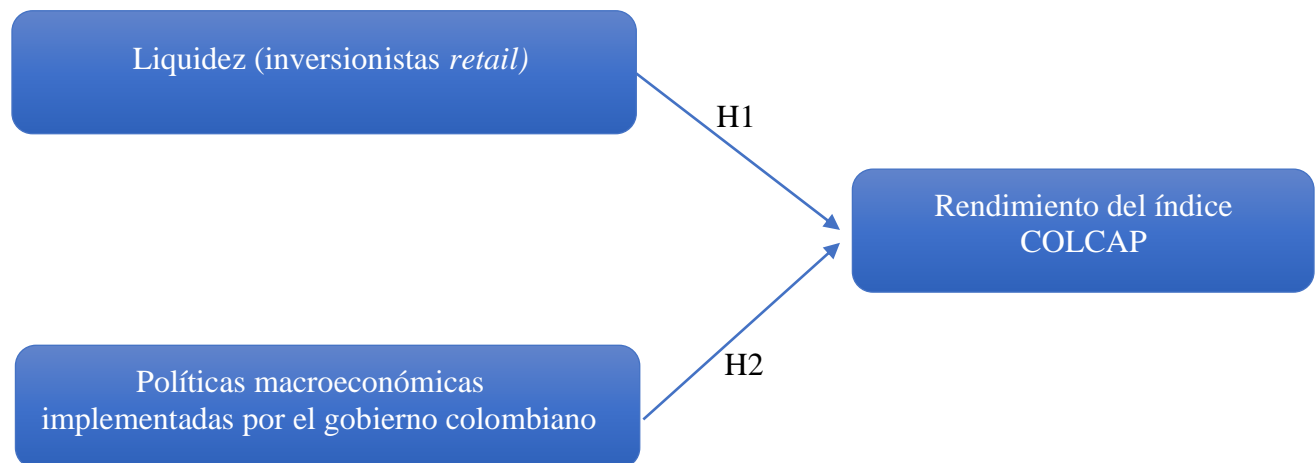 Liquidez (inversionistas retail)
H1
Rendimiento del índice
COLCAP
H2
Políticas macroeconómicas
implementadas por el gobierno colombiano